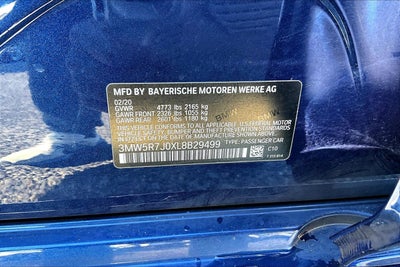 MFD BY BAYERISCHE MOTOREN WERKE AG
02/20
GVWR 4773 lbs 2165 kg
GAWR FRONT 2326 lbs 1055 kg
GAWR REAR 2601 lbs 1180 kg
THIS VEHICLE CONFORMS TO ALL APPLICABLE U.S. FEDERAL MOTOR
VEHICLE SAFETY, BUMPER, AND THEFT PREVENTION STANDARDS
IN EFFECT ON THE DATE OF MANUFACTURE SHOWN ABOVE.
3MW5R7J0XL8B29499 TYPE: PASSENGER CAR
C10